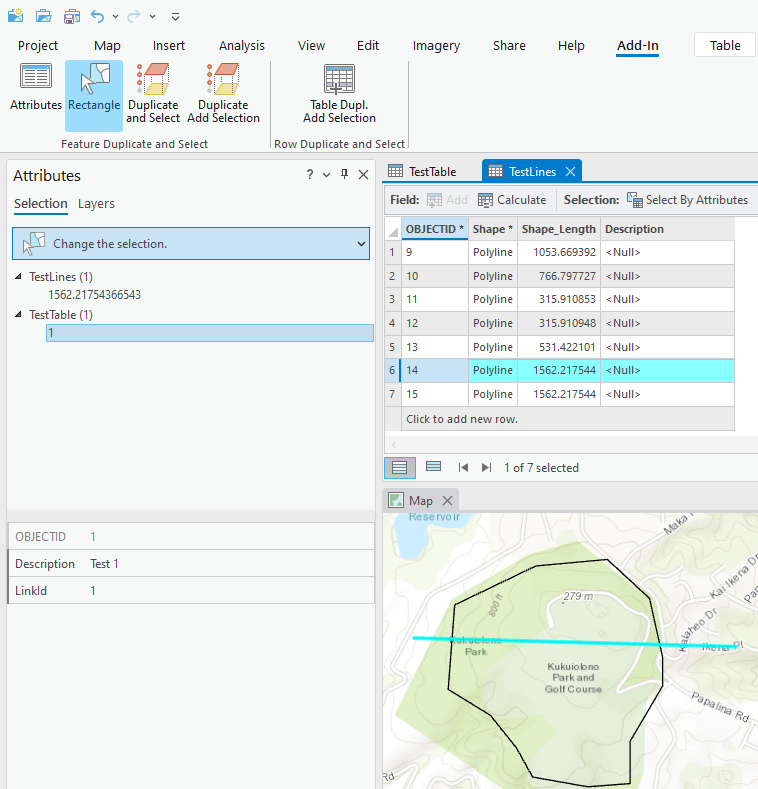 Project Map Insert Analysis View Edit Imagery Share Help Add-In Table
Attributes Rectangle Duplicate and Select Duplicate Add Selection Table Dupl. Add Selection
Feature Duplicate and Select Row Duplicate and Select
Attributes ?
Selection Layers
Change the selection.
TestLines (1)
1562.21754366543
TestTable (1)
1
OBJECTID 1
Description Test 1
LinkId 1
TestTable TestLines
Field: Add Calculate Selection: Select By Attributes
OBJECTID * Shape * Shape_Length Description
1 9 Polyline 1053.669392 <Null>
2 10 Polyline 766.797727 <Null>
3 11 Polyline 315.910853 <Null>
4 12 Polyline 315.910948 <Null>
5 13 Polyline 531.422101 <Null>
6 14 Polyline 1562.217544 <Null>
7 15 Polyline 1562.217544 <Null>
Click to add new row.
1 of 7 selected
Map
Reservoir
Maka
Kai Ikena Dr
800 ft
279 m
Kalaheo Dr
Ikena Pl
Kukuiolono
Park
Kukuiolono
Park and
Golf Course
Papalina Rd
Rd